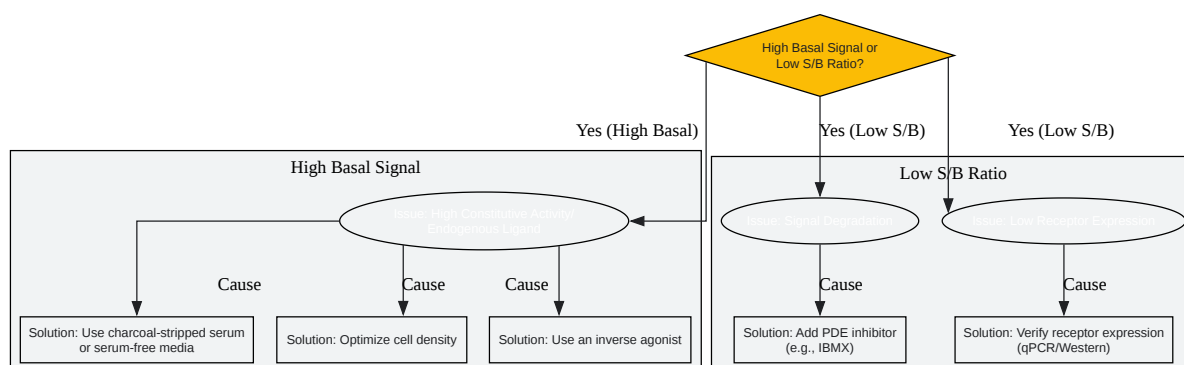 High Basal Signal or
Low S/B Ratio?
Yes (High Basal)
Yes (Low S/B)
Yes (Low S/B)
High Basal Signal
Low S/B Ratio
Issue: High Constitutive Activity/
Endogenous Ligand
Issue: Signal Degradation
Issue: Low Receptor Expression
Cause
Cause
Cause
Cause
Cause
Solution: Use charcoal-stripped serum
or serum-free media
Solution: Optimize cell density
Solution: Use an inverse agonist
Solution: Add PDE inhibitor
(e.g., IBMX)
Solution: Verify receptor expression
(qPCR/Western)